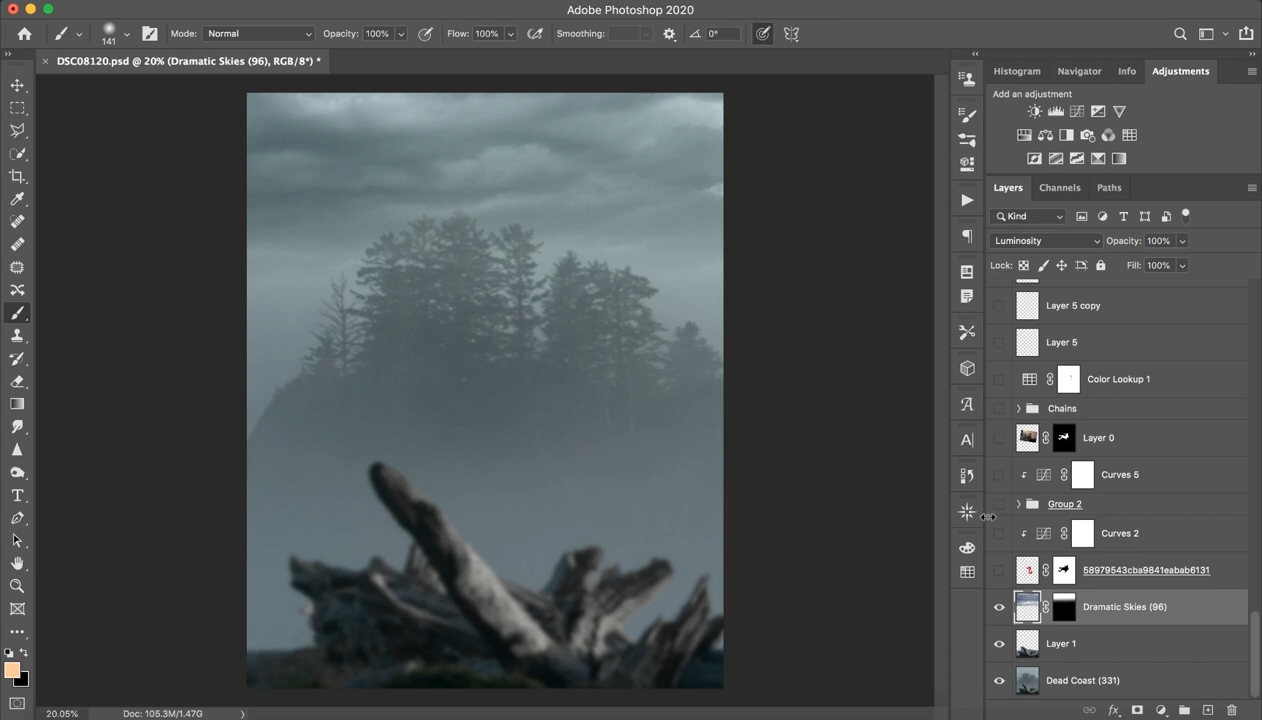 Adobe Photoshop 2020
141
Mode:
Normal
Opacity: 100%
Flow: 100%
Smoothing:
0°
DSC08120.psd @ 20% (Dramatic Skies (96), RGB/8*) *
Histogram
Navigator
Info
Adjustments
Add an adjustment
Layers
Channels
Paths
Kind
Luminosity
Opacity: 100%
Lock:
Fill: 100%
Layer 5 copy
Layer 5
Color Lookup 1
Chains
Layer 0
Curves 5
Group 2
Curves 2
58979543cba9841eabab6131
Dramatic Skies (96)
Layer 1
Dead Coast (331)
20.05%
Doc: 105.3M/1.47G